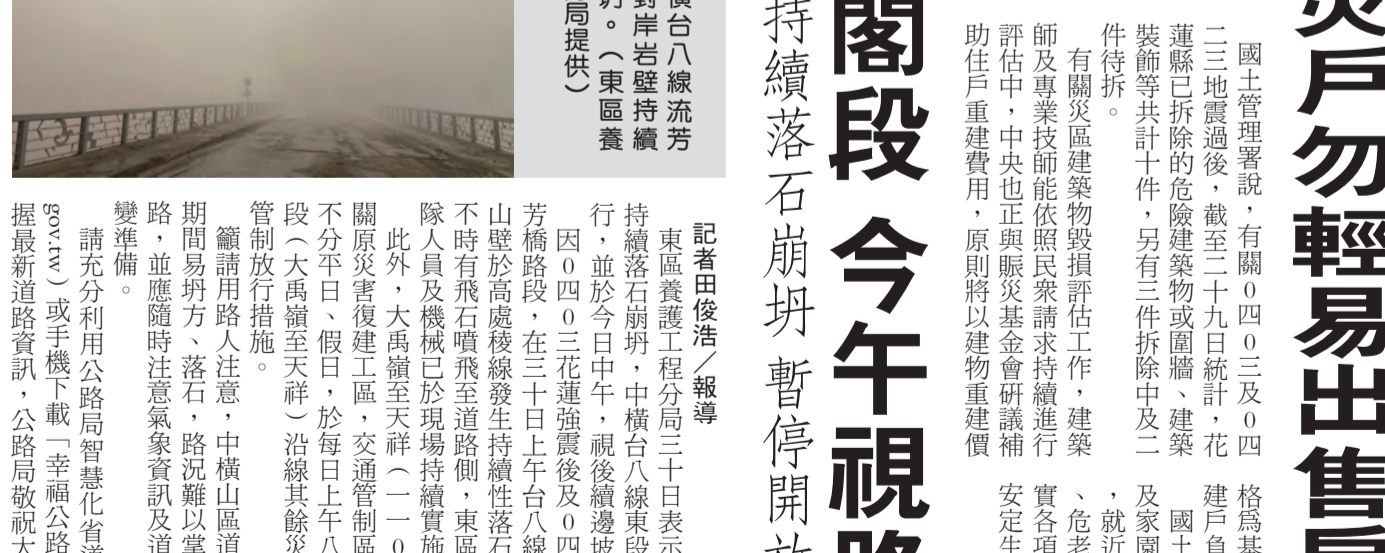 災戶勿輕易出售
國土管理署說，有關0四0三及0四
二三地震過後，截至二十九日統計，花
蓮縣已拆除的危險建築物或圍牆、建築
裝飾等共計十件，另有三件拆除中及二
件待拆。
有關災區建築物毀損評估工作，建築
師及專業技師能依照民衆請求持續進行
評估中，中央也正與賑災基金會研議補
助住戶重建費用，原則將以建物重建價
格爲基
建戶負
國土
及家園
，就近
、危老
實各項
安定生
閣段 今午視路
持續落石崩坍 暫停開放
橫台八線流芳
對岸岩壁持續
坍。（東區養
局提供）
記者田俊浩／報導
東區養護工程分局三十日表示
持續落石崩坍，中橫台八線東段
行，並於今日中午，視後續邊坡
因0四0三花蓮強震後及0四
芳橋路段，在三十日上午台八線
山壁於高處稜線發生持續性落石
不時有飛石噴飛至道路側，東區
隊人員及機械已於現場持續實施
此外，大禹嶺至天祥（一一0
關原災害復建工區，交通管制區
不分平日、假日，於每日上午八
段（大禹嶺至天祥）沿線其餘災
管制放行措施。
籲請用路人注意，中橫山區道
期間易坍方、落石，路況難以掌
路，並應隨時注意氣象資訊及道
變準備。
請充分利用公路局智慧化省道
gov.tw）或手機下載「幸福公路
握最新道路資訊，公路局敬祝大